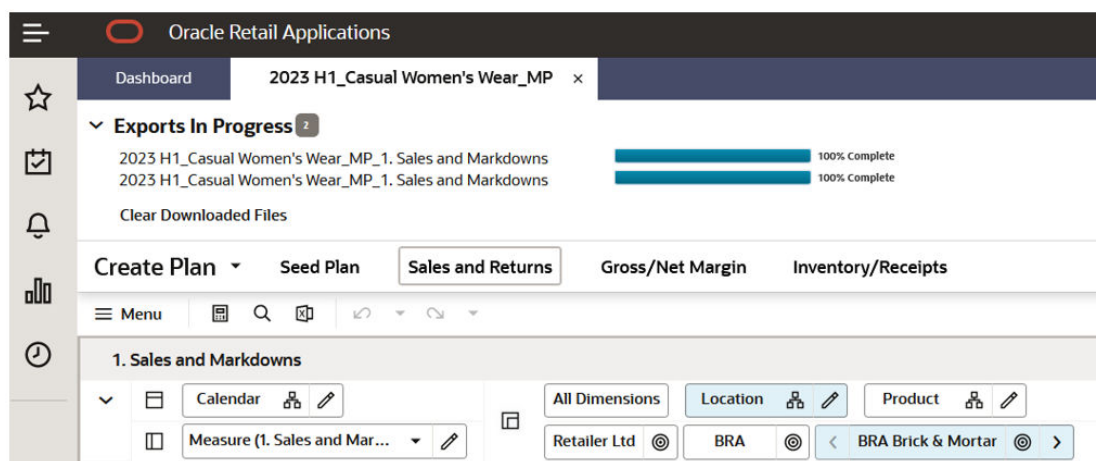 Oracle Retail Applications
Dashboard 2023 H1_Casual Women's Wear_MP ×
Exports In Progress 2
2023 H1_Casual Women's Wear_MP_1. Sales and Markdowns 100% Complete
2023 H1_Casual Women's Wear_MP_1. Sales and Markdowns 100% Complete
Clear Downloaded Files
Create Plan Seed Plan Sales and Returns Gross/Net Margin Inventory/Receipts
Menu
1. Sales and Markdowns
Calendar All Dimensions Location Product
Measure (1. Sales and Mar... Retailer Ltd BRA BRA Brick & Mortar